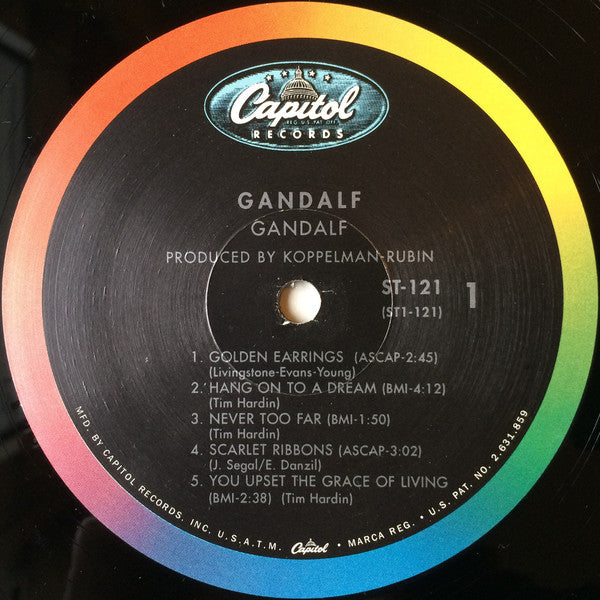 Capitol
REG. U.S. PAT. OFF.
RECORDS
GANDALF
GANDALF
PRODUCED BY KOPPELMAN-RUBIN
ST-121
(ST1-121)
1
1. GOLDEN EARRINGS (ASCAP-2:45)
(Livingstone-Evans-Young)
2. HANG ON TO A DREAM (BMI-4:12)
(Tim Hardin)
3. NEVER TOO FAR (BMI-1:50)
(Tim Hardin)
4. SCARLET RIBBONS (ASCAP-3:02)
(J. Segal/E. Danzil)
5. YOU UPSET THE GRACE OF LIVING
(BMI-2:38) (Tim Hardin)
MFD. BY CAPITOL RECORDS, INC. U.S.A. T.M. Capitol MARCA REG. • U.S. PAT. NO. 2,631,859